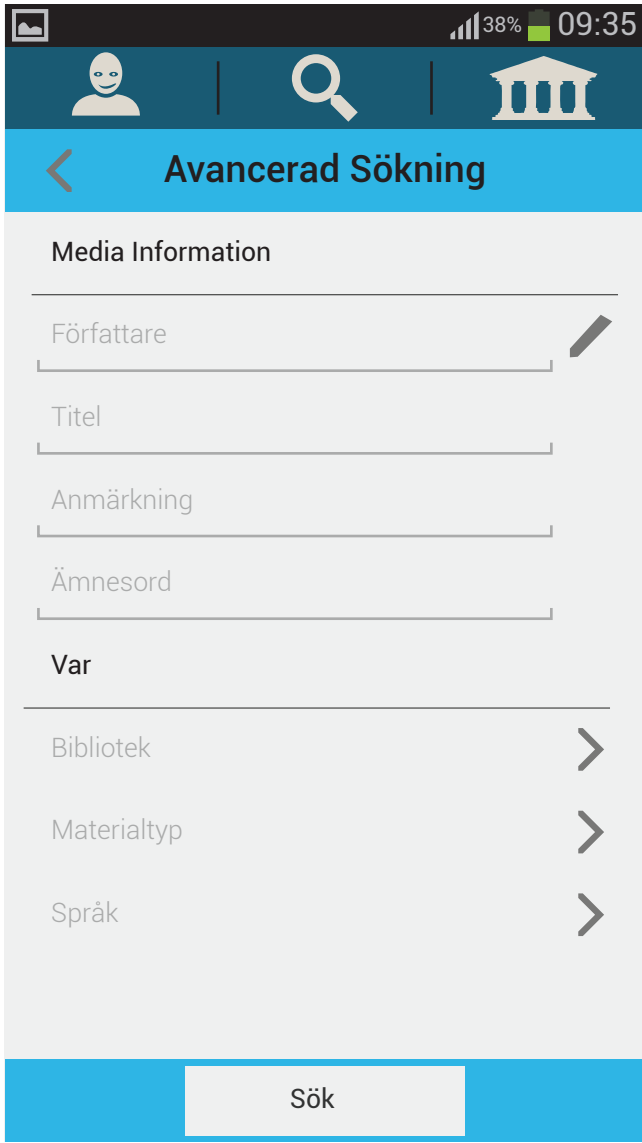 38% 09:35
Avancerad Sökning
Media Information
Författare
Titel
Anmärkning
Ämnesord
Var
Bibliotek
Materialtyp
Språk
Sök